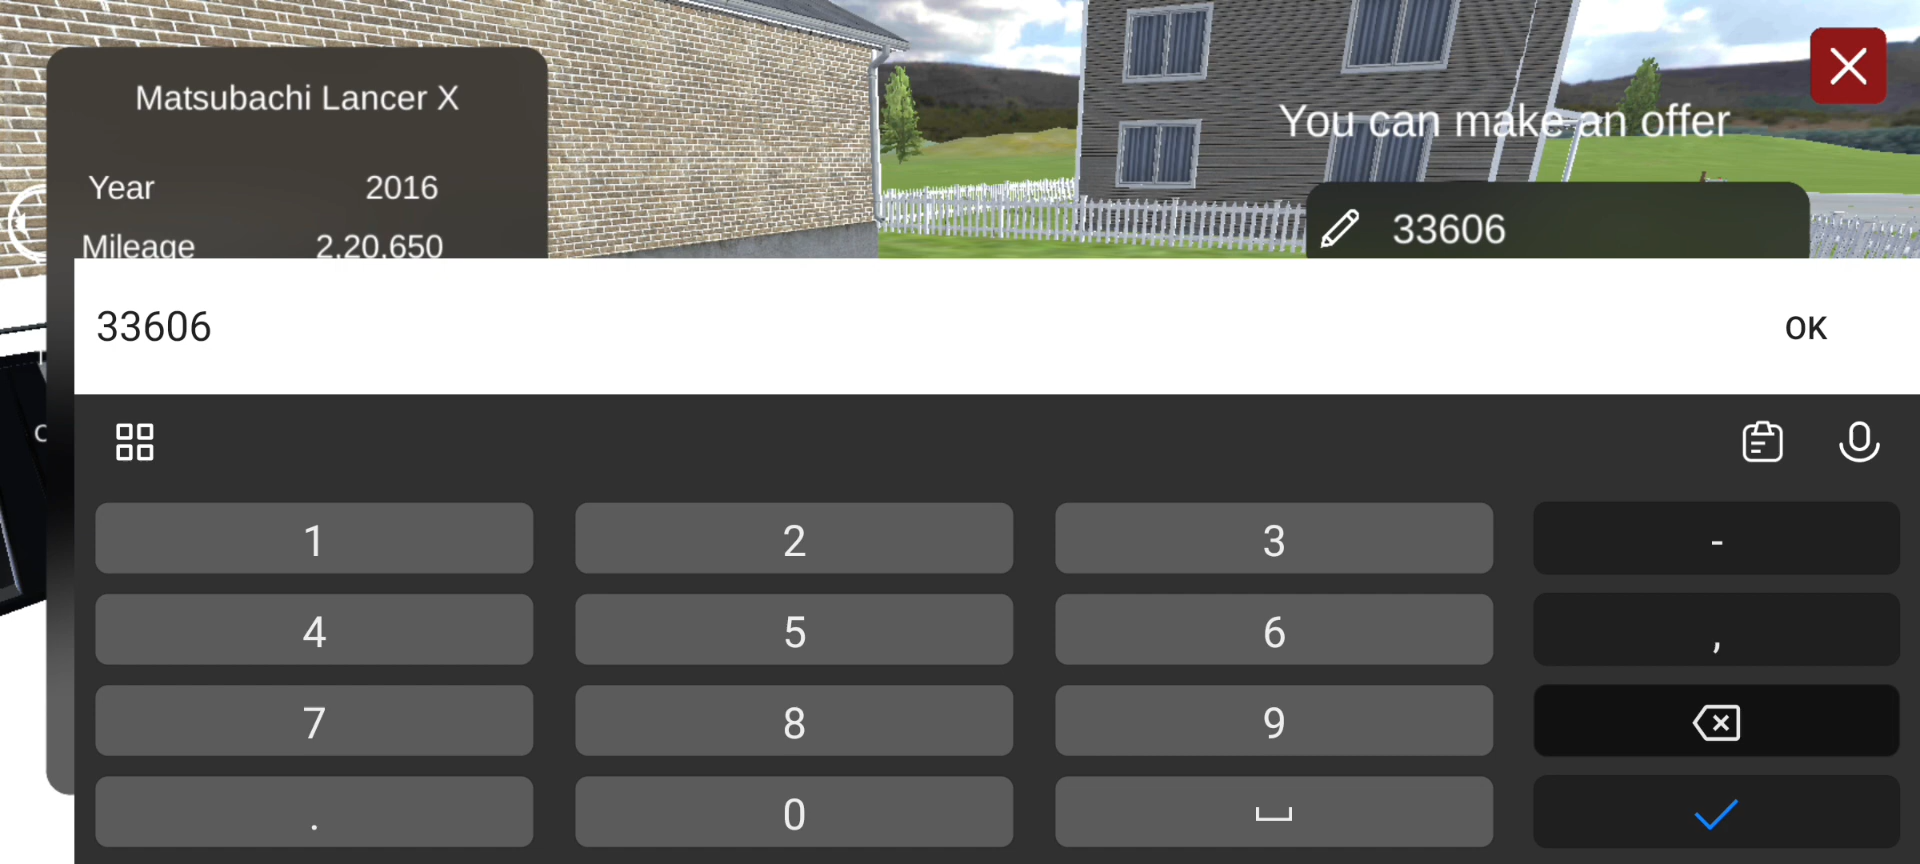 Matsubachi Lancer X
Year 2016
Mileage 2,20,650
You can make an offer
33606
33606
OK
1 2 3 -
4 5 6 ,
7 8 9
. 0